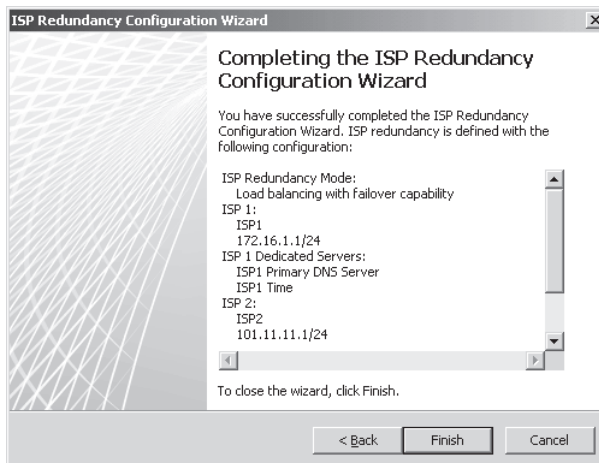 ISP Redundancy Configuration Wizard
Completing the ISP Redundancy
Configuration Wizard
You have successfully completed the ISP Redundancy
Configuration Wizard. ISP redundancy is defined with the
following configuration:
ISP Redundancy Mode:
Load balancing with failover capability
ISP 1:
ISP1
172.16.1.1/24
ISP 1 Dedicated Servers:
ISP1 Primary DNS Server
ISP1 Time
ISP 2:
ISP2
101.11.11.1/24
To close the wizard, click Finish.
< Back Finish Cancel